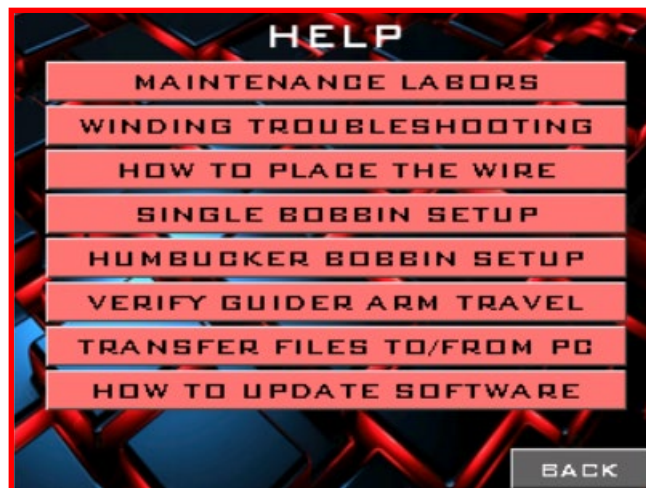 HELP
MAINTENANCE LABORS
WINDING TROUBLESHOOTING
HOW TO PLACE THE WIRE
SINGLE BOBBIN SETUP
HUMBUCKER BOBBIN SETUP
VERIFY GUIDER ARM TRAVEL
TRANSFER FILES TO/FROM PC
HOW TO UPDATE SOFTWARE
BACK